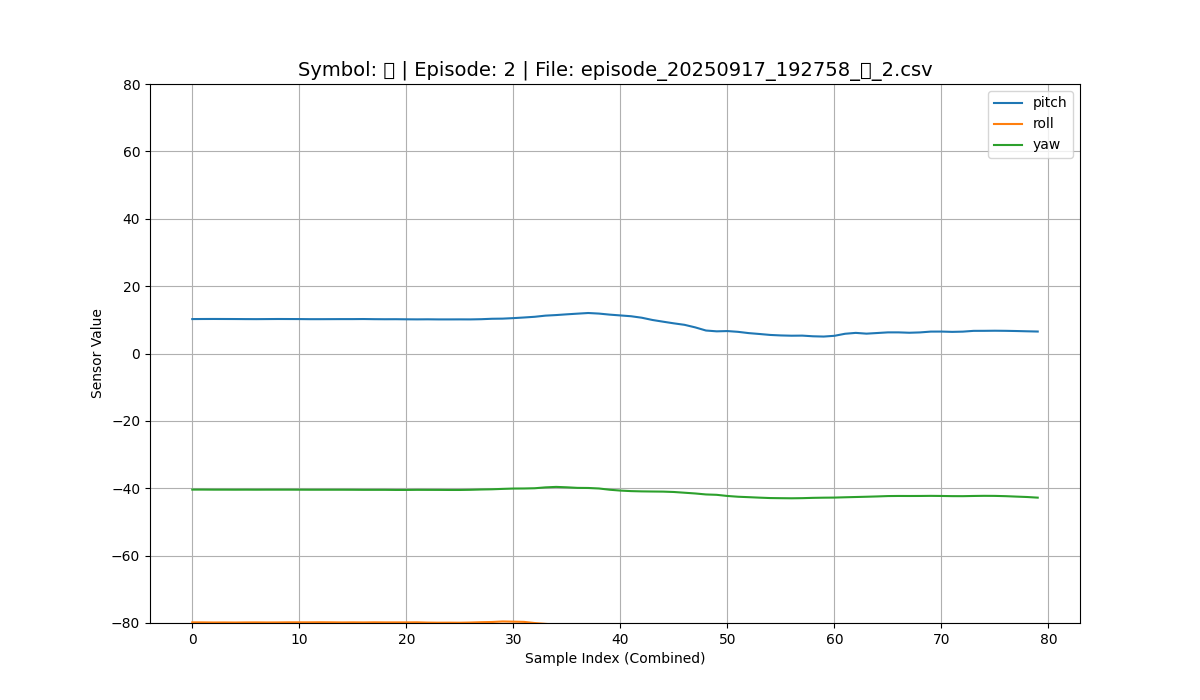 Symbol: ▯ | Episode: 2 | File: episode_20250917_192758_▯_2.csv
pitch
roll
yaw
80
60
40
20
0
−20
−40
−60
−80
Sensor Value
0 10 20 30 40 50 60 70 80
Sample Index (Combined)